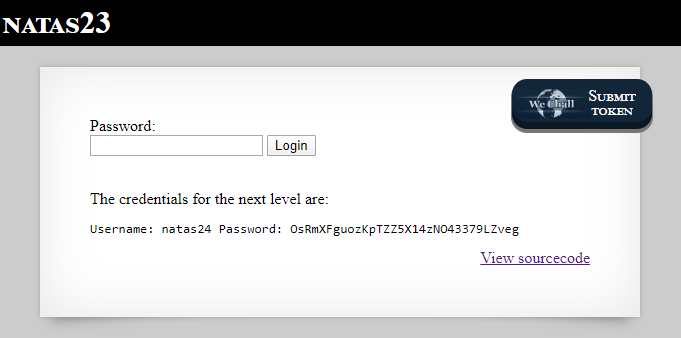 NATAS23
We Chall
SUBMIT
TOKEN
Password:
Login
The credentials for the next level are:
Username: natas24 Password: OsRmXFguozKpTZZ5X14zNO43379LZveg
View sourcecode